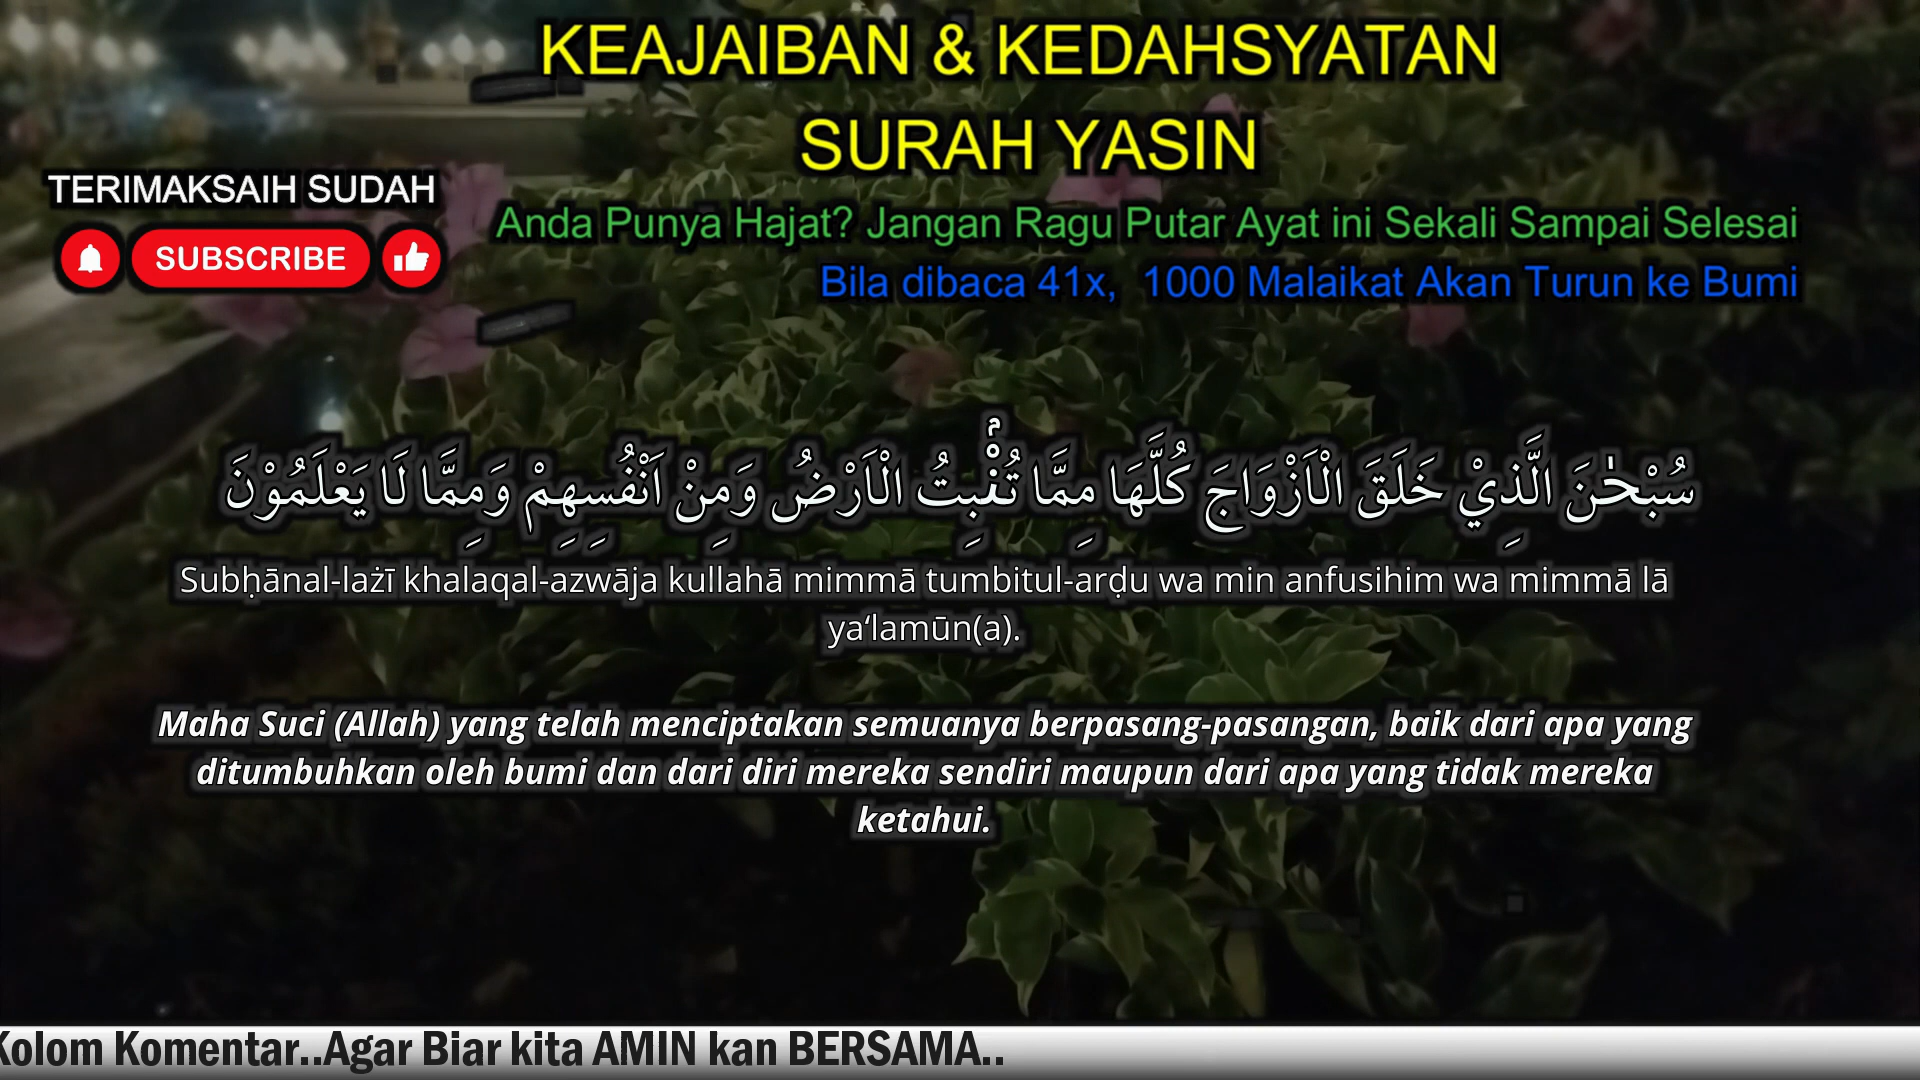 KEAJAIBAN & KEDAHSYATAN
SURAH YASIN
TERIMAKSAIH SUDAH
SUBSCRIBE
Anda Punya Hajat? Jangan Ragu Putar Ayat ini Sekali Sampai Selesai
Bila dibaca 41x, 1000 Malaikat Akan Turun ke Bumi
سُبْحٰنَ الَّذِيْ خَلَقَ الْاَزْوَاجَ كُلَّهَا مِمَّا تُنْۢبِتُ الْاَرْضُ وَمِنْ اَنْفُسِهِمْ وَمِمَّا لَا يَعْلَمُوْنَ
Subḥānal-lażī khalaqal-azwāja kullahā mimmā tumbitul-arḍu wa min anfusihim wa mimmā lā
ya‘lamūn(a).
Maha Suci (Allah) yang telah menciptakan semuanya berpasang-pasangan, baik dari apa yang
ditumbuhkan oleh bumi dan dari diri mereka sendiri maupun dari apa yang tidak mereka
ketahui.
Kolom Komentar..Agar Biar kita AMIN kan BERSAMA..